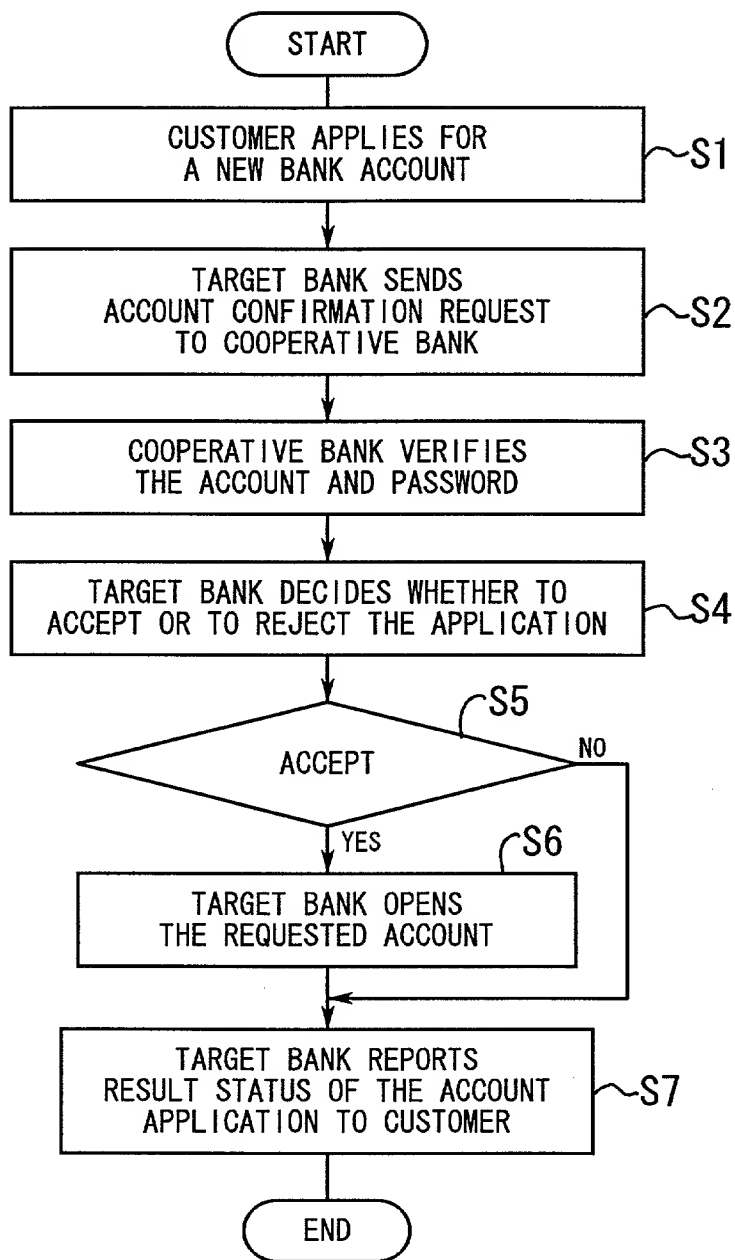 START
CUSTOMER APPLIES FOR
A NEW BANK ACCOUNT
S1
TARGET BANK SENDS
ACCOUNT CONFIRMATION REQUEST
TO COOPERATIVE BANK
S2
COOPERATIVE BANK VERIFIES
THE ACCOUNT AND PASSWORD
S3
TARGET BANK DECIDES WHETHER TO
ACCEPT OR TO REJECT THE APPLICATION
S4
S5
ACCEPT
NO
YES
S6
TARGET BANK OPENS
THE REQUESTED ACCOUNT
TARGET BANK REPORTS
RESULT STATUS OF THE ACCOUNT
APPLICATION TO CUSTOMER
S7
END